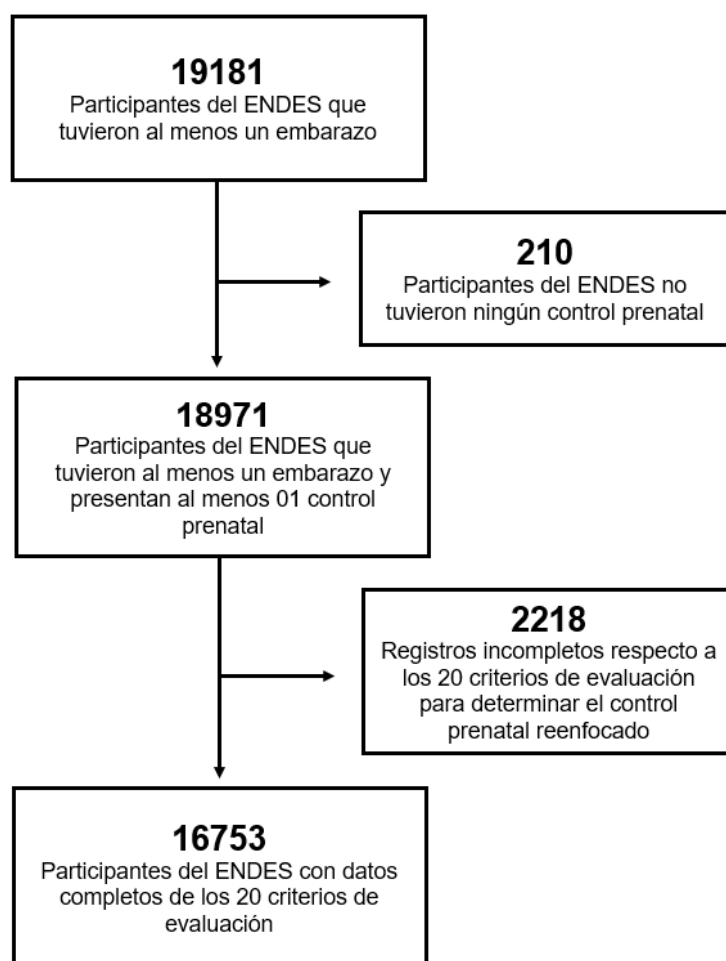 19181
Participantes del ENDES que
tuvieron al menos un embarazo
210
Participantes del ENDES no
tuvieron ningún control prenatal
18971
Participantes del ENDES que
tuvieron al menos un embarazo y
presentan al menos 01 control
prenatal
2218
Registros incompletos respecto a
los 20 criterios de evaluación
para determinar el control
prenatal reenfocado
16753
Participantes del ENDES con datos
completos de los 20 criterios de
evaluación